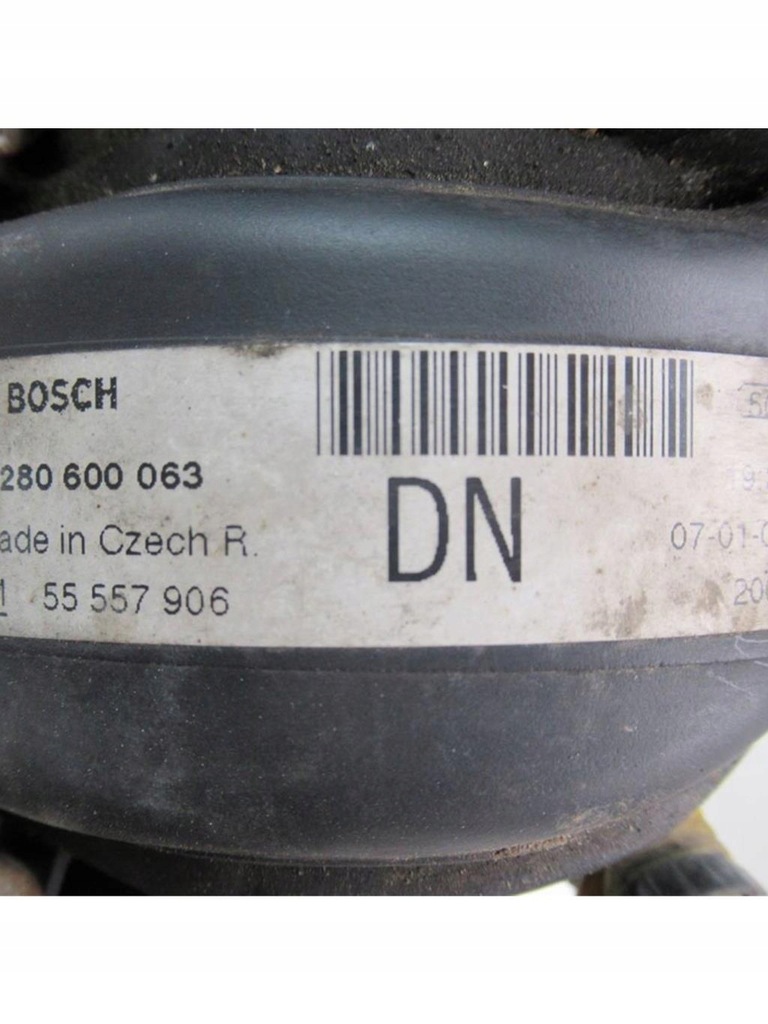 BOSCH
280 600 063
ade in Czech R.
55 557 906
DN
07-01-0